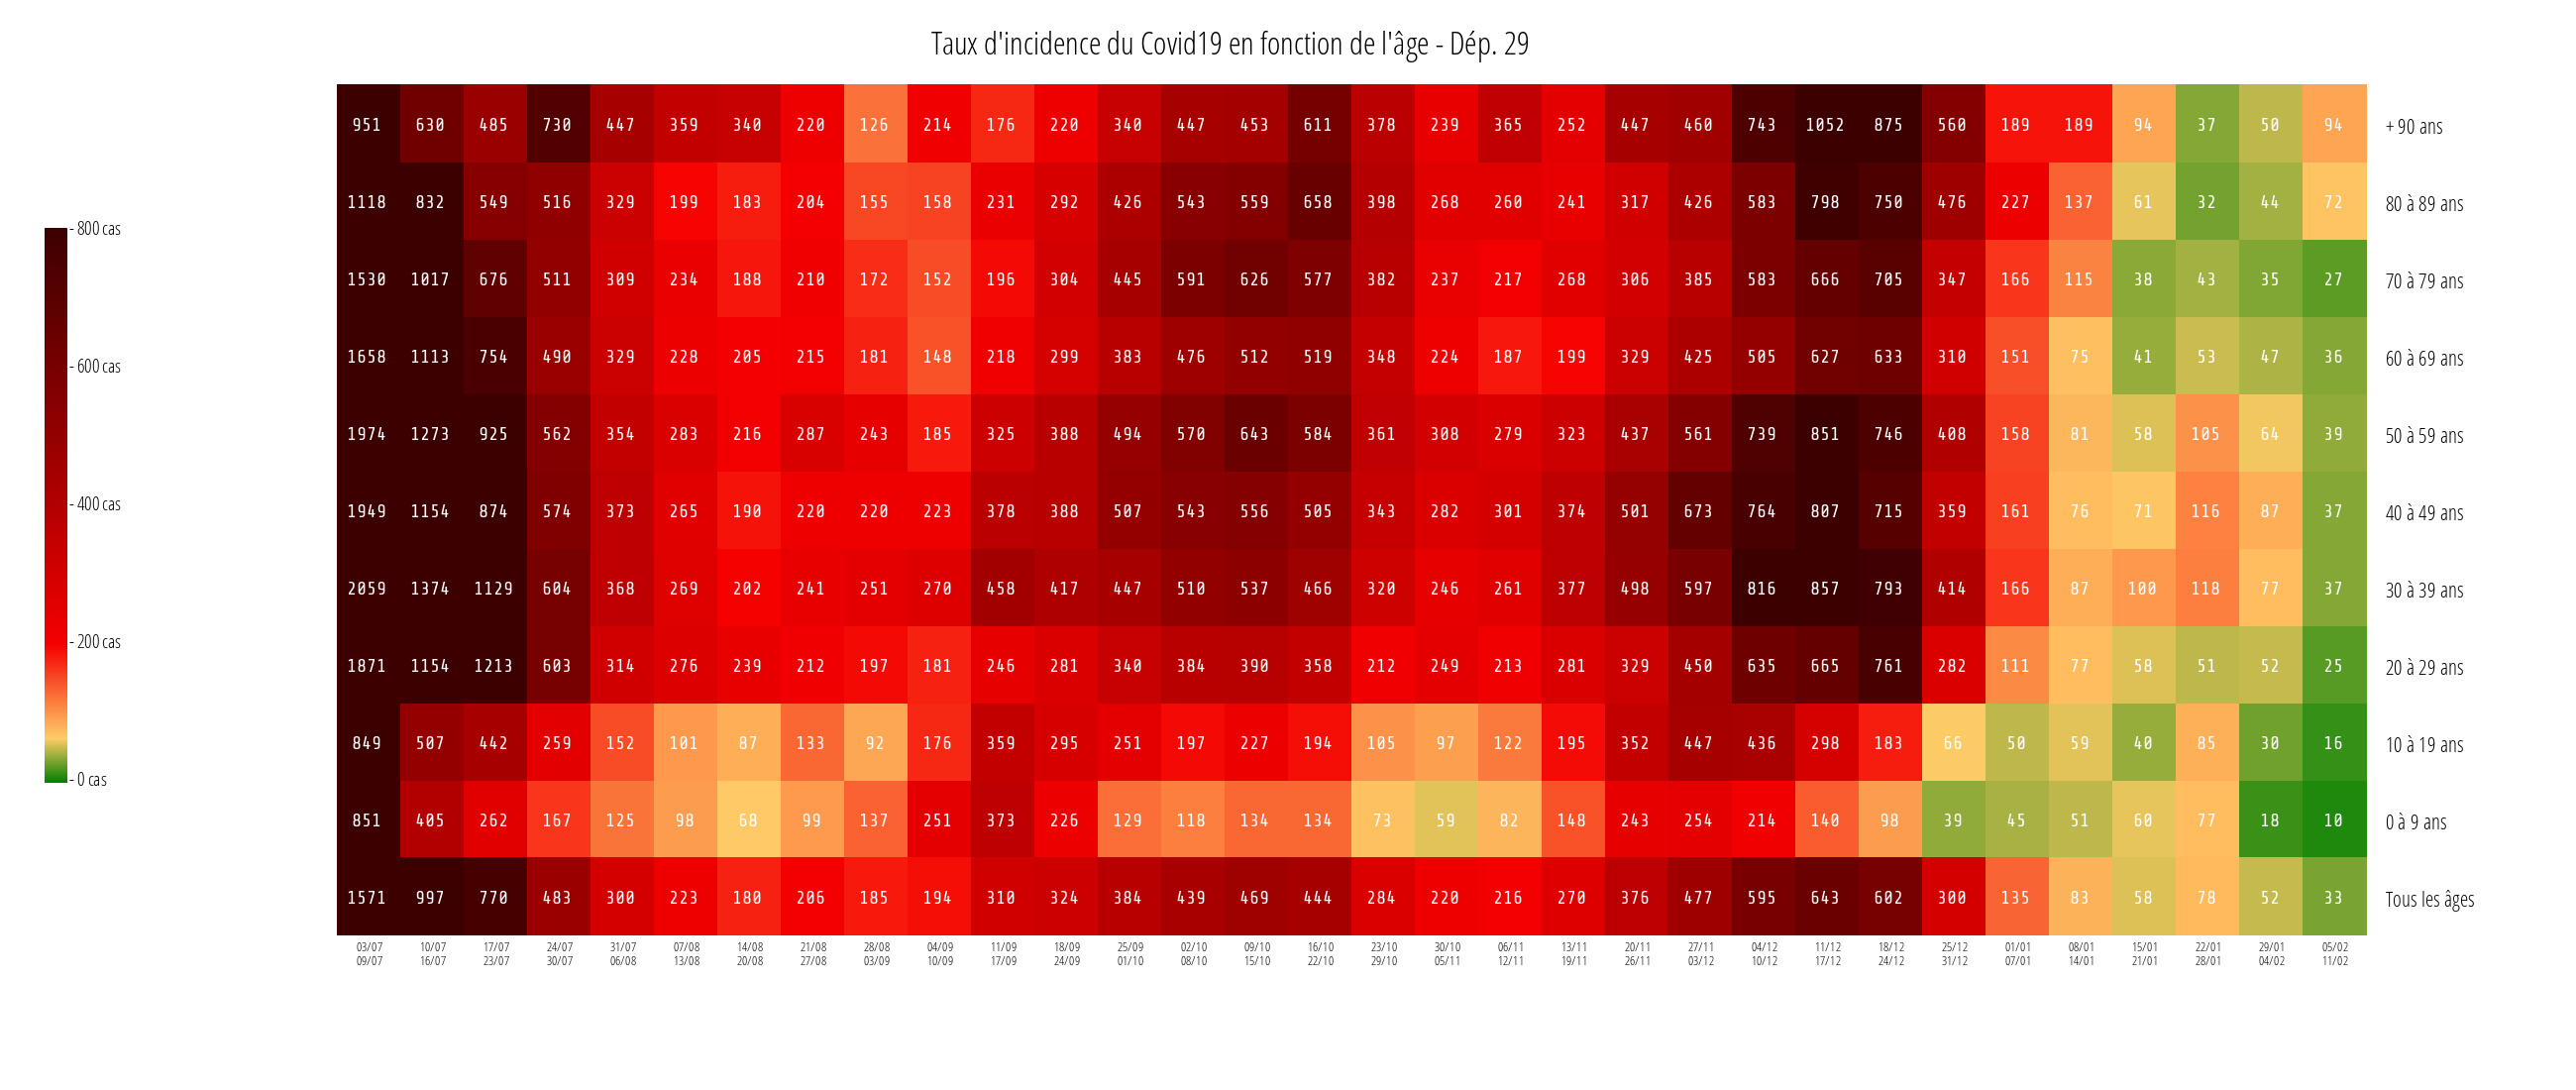 Taux d'incidence du Covid19 en fonction de l'âge - Dép. 29
- 800 cas
- 600 cas
- 400 cas
- 200 cas
- 0 cas
951 630 485 730 447 359 340 220 126 214 176 220 340 447 453 611 378 239 365 252 447 460 743 1052 875 560 189 189 94 37 50 94 + 90 ans
1118 832 549 516 329 199 183 204 155 158 231 292 426 543 559 658 398 268 260 241 317 426 583 798 750 476 227 137 61 32 44 72 80 à 89 ans
1530 1017 676 511 309 234 188 210 172 152 196 304 445 591 626 577 382 237 217 268 306 385 583 666 705 347 166 115 38 43 35 27 70 à 79 ans
1658 1113 754 490 329 228 205 215 181 148 218 299 383 476 512 519 348 224 187 199 329 425 505 627 633 310 151 75 41 53 47 36 60 à 69 ans
1974 1273 925 562 354 283 216 287 243 185 325 388 494 570 643 584 361 308 279 323 437 561 739 851 746 408 158 81 58 105 64 39 50 à 59 ans
1949 1154 874 574 373 265 190 220 220 223 378 388 507 543 556 505 343 282 301 374 501 673 764 807 715 359 161 76 71 116 87 37 40 à 49 ans
2059 1374 1129 604 368 269 202 241 251 270 458 417 447 510 537 466 320 246 261 377 498 597 816 857 793 414 166 87 100 118 77 37 30 à 39 ans
1871 1154 1213 603 314 276 239 212 197 181 246 281 340 384 390 358 212 249 213 281 329 450 635 665 761 282 111 77 58 51 52 25 20 à 29 ans
849 507 442 259 152 101 87 133 92 176 359 295 251 197 227 194 105 97 122 195 352 447 436 298 183 66 50 59 40 85 30 16 10 à 19 ans
851 405 262 167 125 98 68 99 137 251 373 226 129 118 134 134 73 59 82 148 243 254 214 140 98 39 45 51 60 77 18 10 0 à 9 ans
1571 997 770 483 300 223 180 206 185 194 310 324 384 439 469 444 284 220 216 270 376 477 595 643 602 300 135 83 58 78 52 33 Tous les âges
03/07 10/07 17/07 24/07 31/07 07/08 14/08 21/08 28/08 04/09 11/09 18/09 25/09 02/10 09/10 16/10 23/10 30/10 06/11 13/11 20/11 27/11 04/12 11/12 18/12 25/12 01/01 08/01 15/01 22/01 29/01 05/02
09/07 16/07 23/07 30/07 06/08 13/08 20/08 27/08 03/09 10/09 17/09 24/09 01/10 08/10 15/10 22/10 29/10 05/11 12/11 19/11 26/11 03/12 10/12 17/12 24/12 31/12 07/01 14/01 21/01 28/01 04/02 11/02